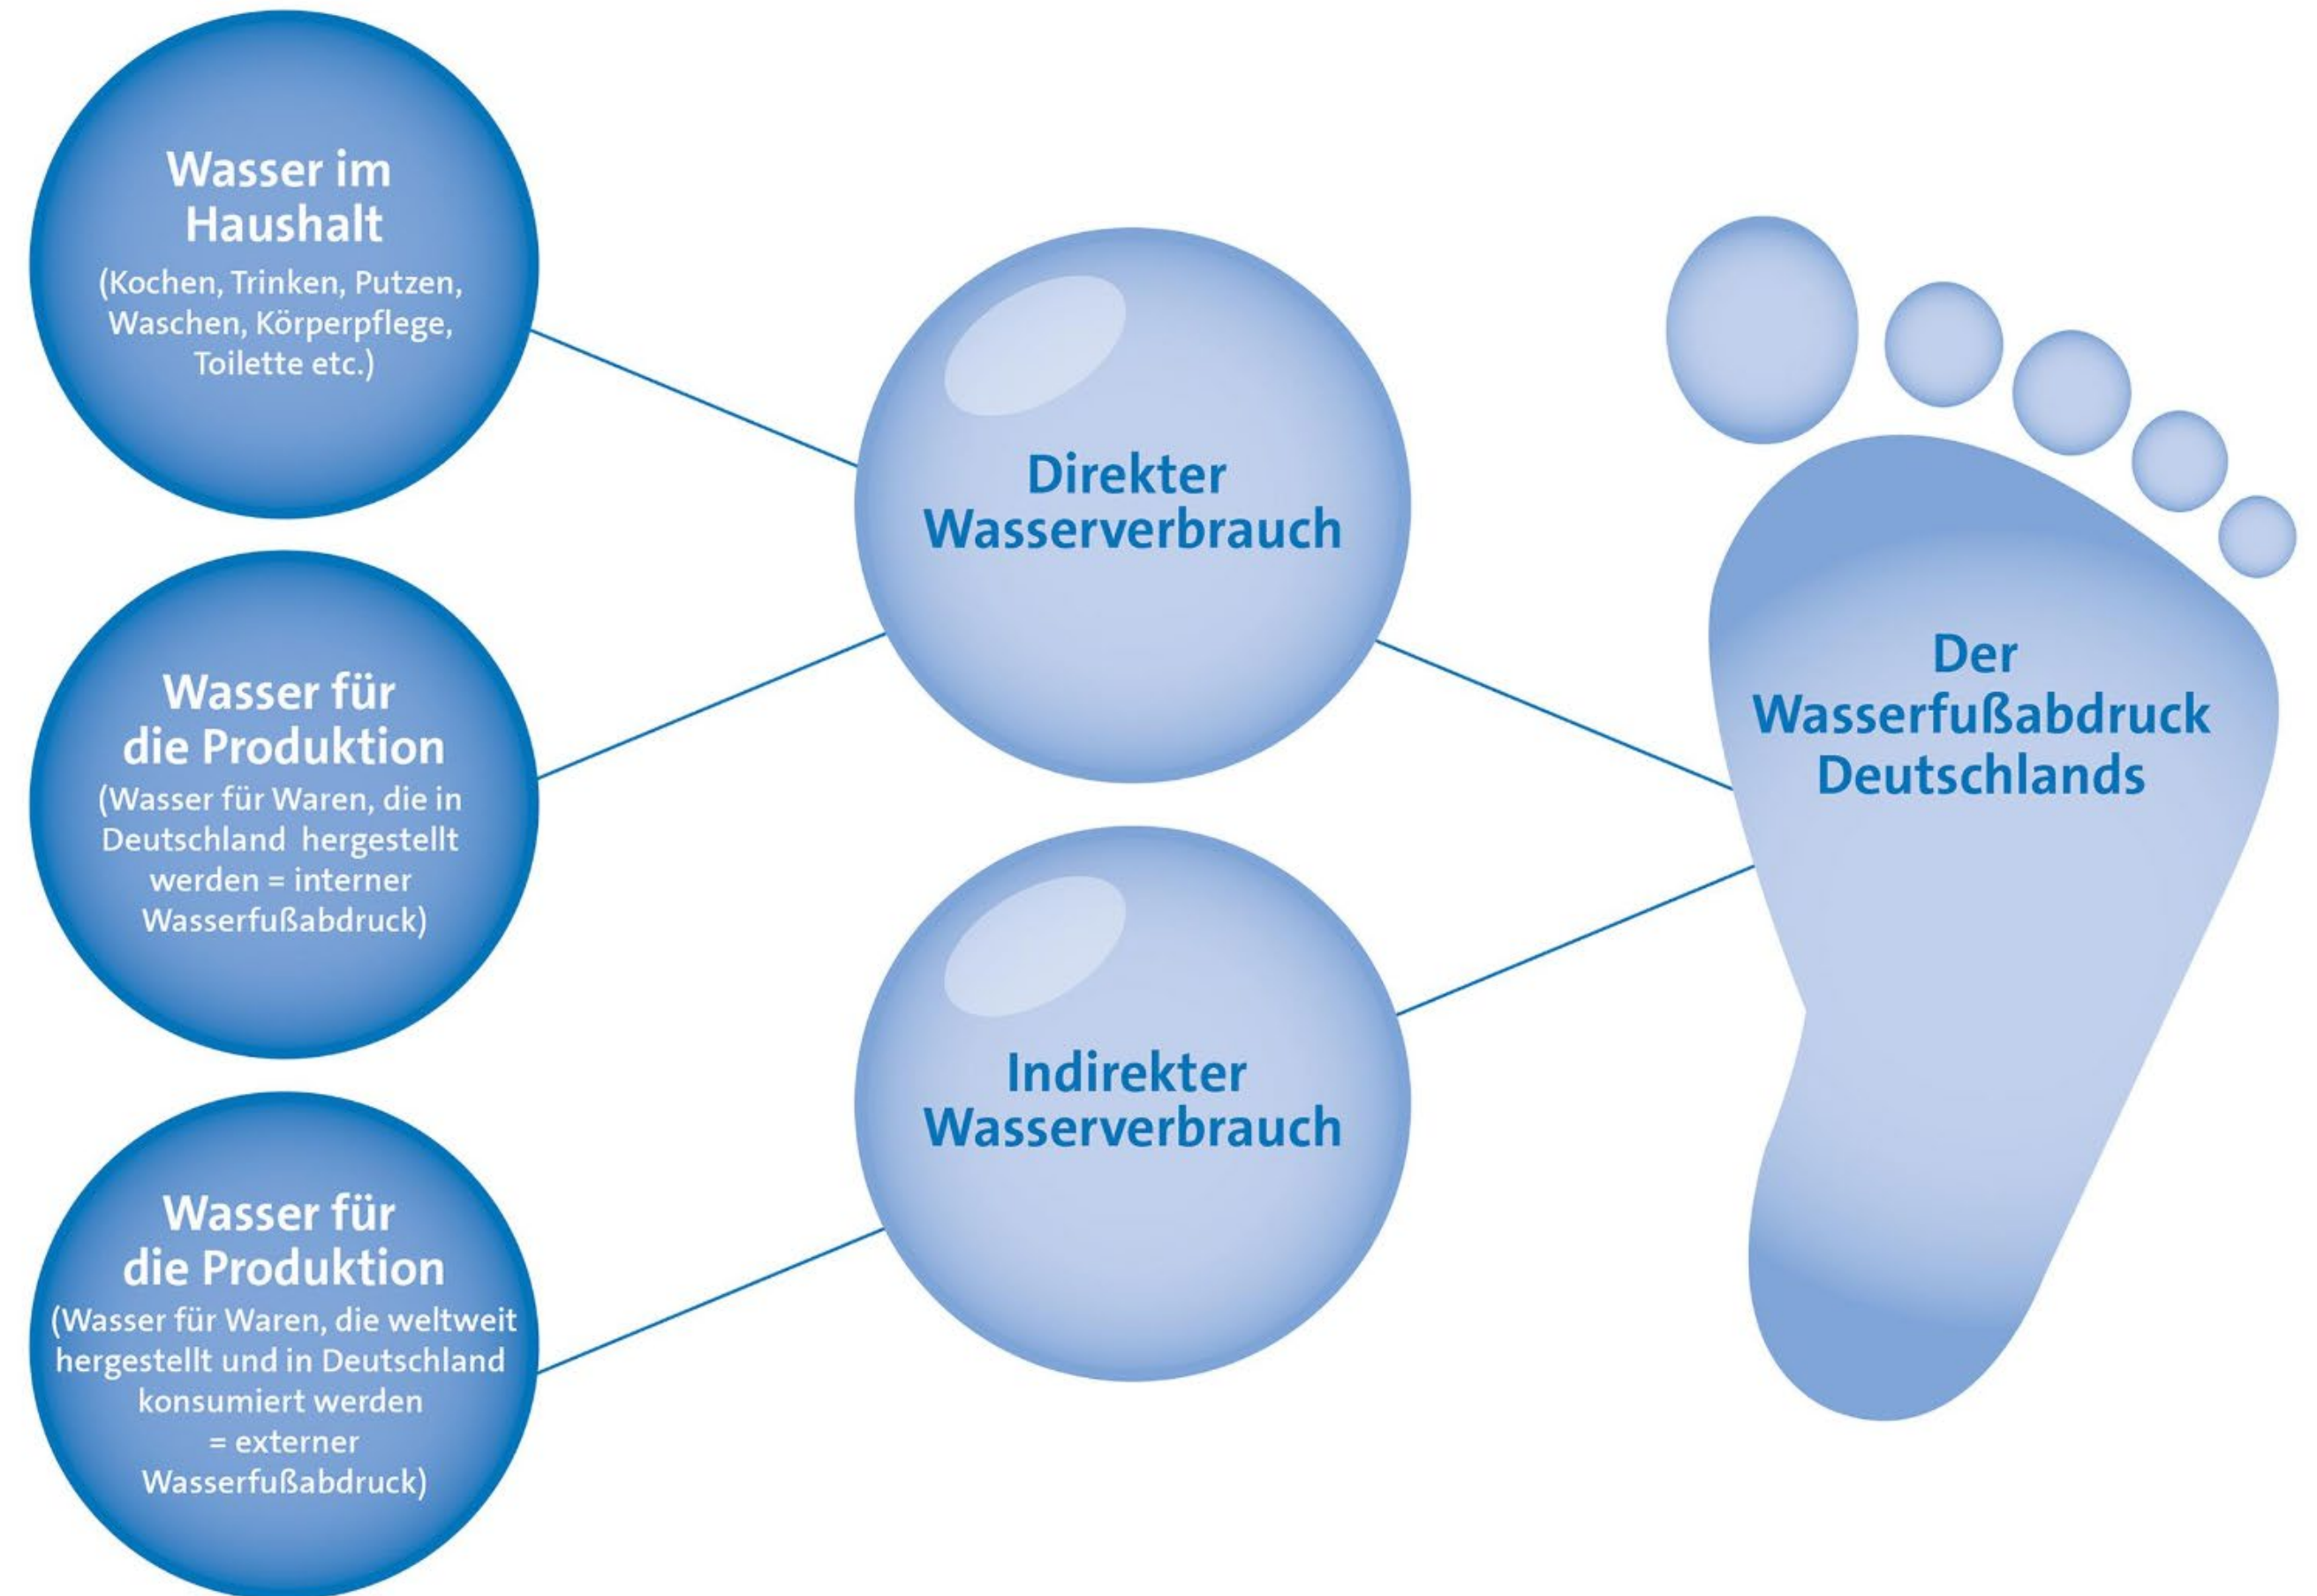 Wasser im
Haushalt
(Kochen, Trinken, Putzen,
Waschen, Körperpflege,
Toilette etc.)
Wasser für
die Produktion
(Wasser für Waren, die in
Deutschland hergestellt
werden = interner
Wasserfußabdruck)
Wasser für
die Produktion
(Wasser für Waren, die weltweit
hergestellt und in Deutschland
konsumiert werden
= externer
Wasserfußabdruck)
Direkter
Wasserverbrauch
Indirekter
Wasserverbrauch
Der
Wasserfußabdruck
Deutschlands